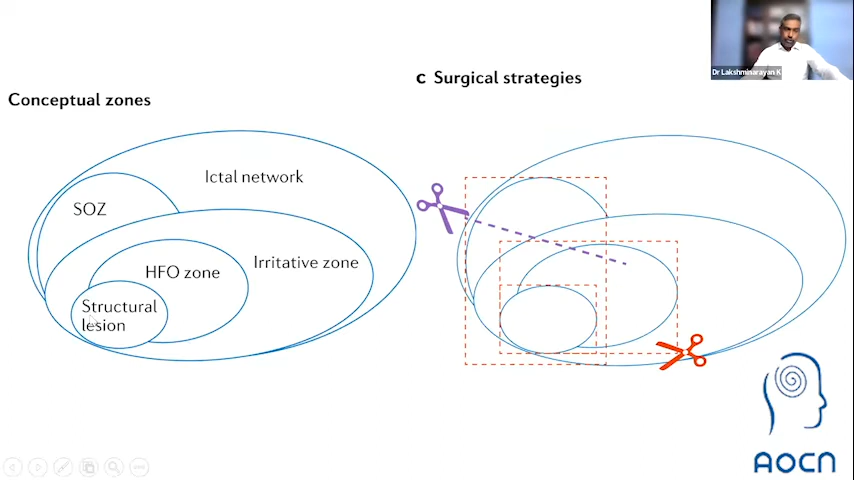 Dr Lakshminarayan K
c Surgical strategies
Conceptual zones
Ictal network
SOZ
Irritative zone
HFO zone
Structural
lesion
AOCN